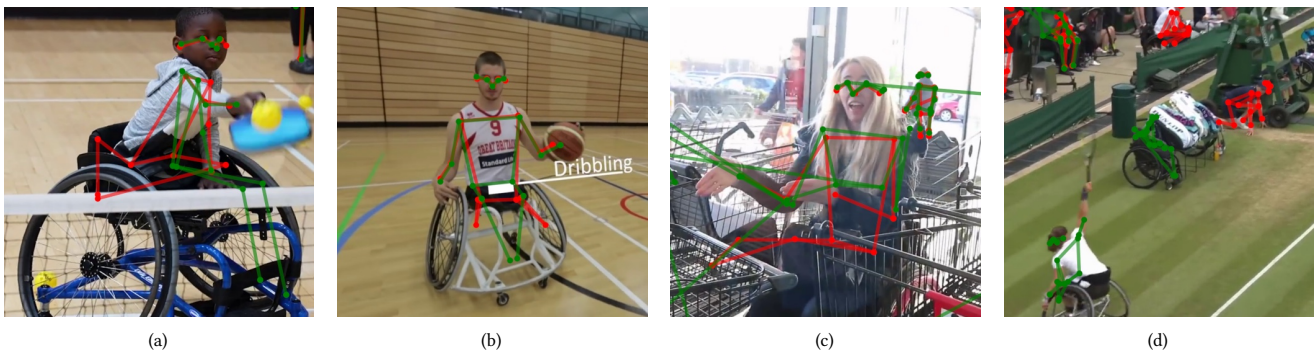 9
GREAT BRITAIN
Standard Life
Dribbling
(a)
(b)
(c)
(d)